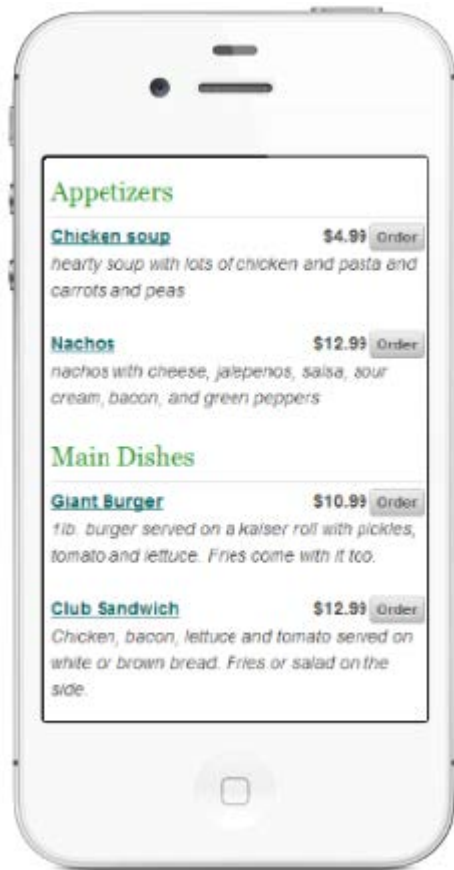 Appetizers
Chicken soup $4.99 Order
hearty soup with lots of chicken and pasta and
carrots and peas
Nachos $12.99 Order
nachos with cheese, jalepenos, salsa, sour
cream, bacon, and green peppers
Main Dishes
Giant Burger $10.99 Order
1lb. burger served on a kaiser roll with pickles,
tomato and lettuce. Fries come with it too.
Club Sandwich $12.99 Order
Chicken, bacon, lettuce and tomato served on
white or brown bread. Fries or salad on the
side.